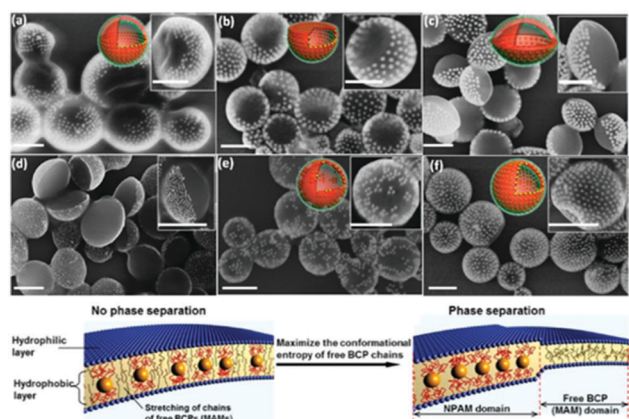 (a)
(b)
(c)
(d)
(e)
(f)
No phase separation
Phase separation
Hydrophilic
layer
Hydrophobic
layer
Maximize the conformational
entropy of free BCP chains
Stretching of chains
of free BCPs (MAMs)
NPAM domain
Free BCP
(MAM) domain